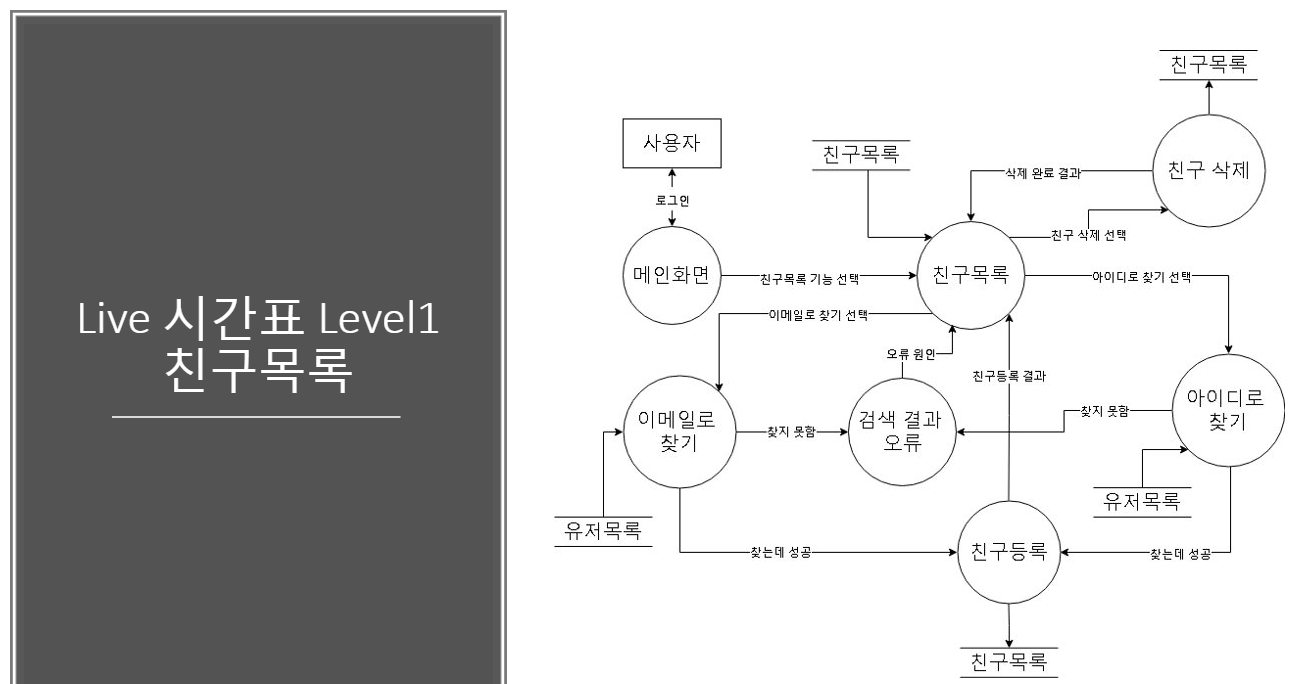 Live 시간표 Level1
친구목록
친구목록
사용자
친구목록
친구 삭제
삭제 완료 결과
로그인
친구 삭제 선택
메인화면
친구목록 기능 선택
친구목록
아이디로 찾기 선택
이메일로 찾기 선택
오류 원인
친구등록 결과
이메일로
찾기
찾지 못함
검색 결과
오류
찾지 못함
아이디로
찾기
유저목록
유저목록
찾는데 성공
친구등록
찾는데 성공
친구목록